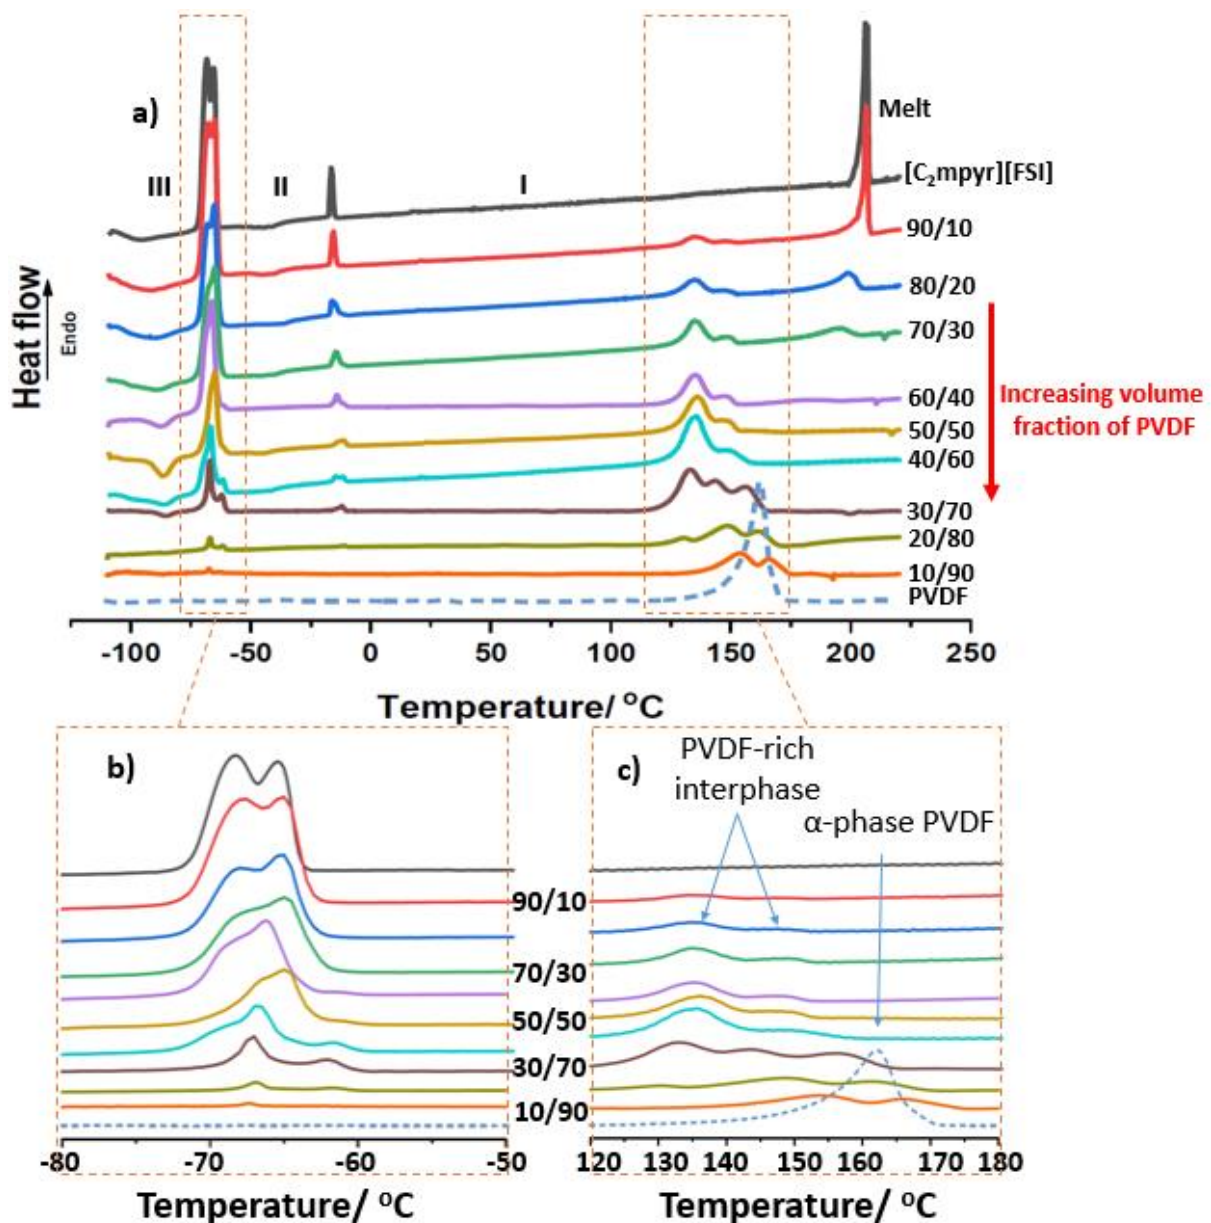 a)
III
II
I
Melt
[C₂mpyr][FSI]
90/10
80/20
70/30
60/40
50/50
40/60
30/70
20/80
10/90
PVDF
Increasing volume
fraction of PVDF
Heat flow
Endo
-100 -50 0 50 100 150 200 250
Temperature/ °C
b)
90/10
70/30
50/50
30/70
10/90
-80 -70 -60 -50
Temperature/ °C
c)
PVDF-rich
interphase
α-phase PVDF
120 130 140 150 160 170 180
Temperature/ °C